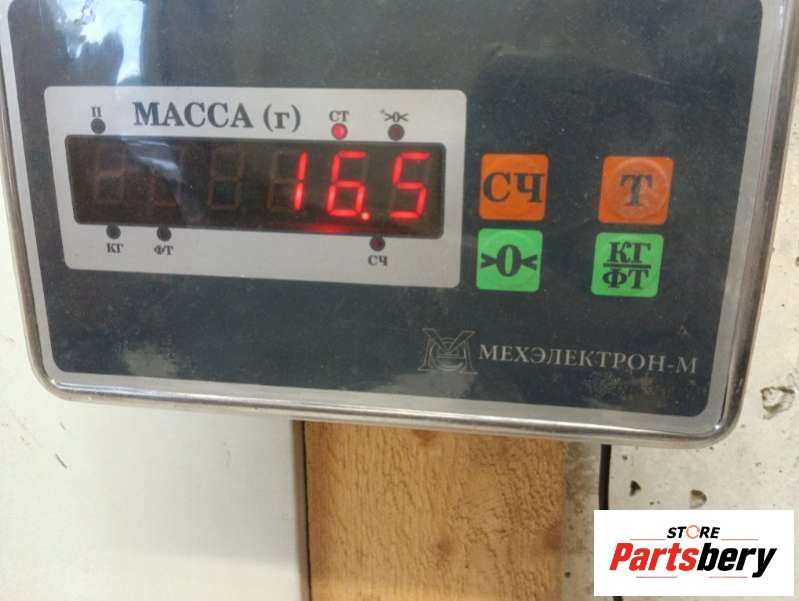 П МАССА (г) СТ >0<
16.5
КГ ФТ СЧ
СЧ Т
>0< КГ
ФТ
МЕХЭЛЕКТРОН-М
STORE
Partsbery